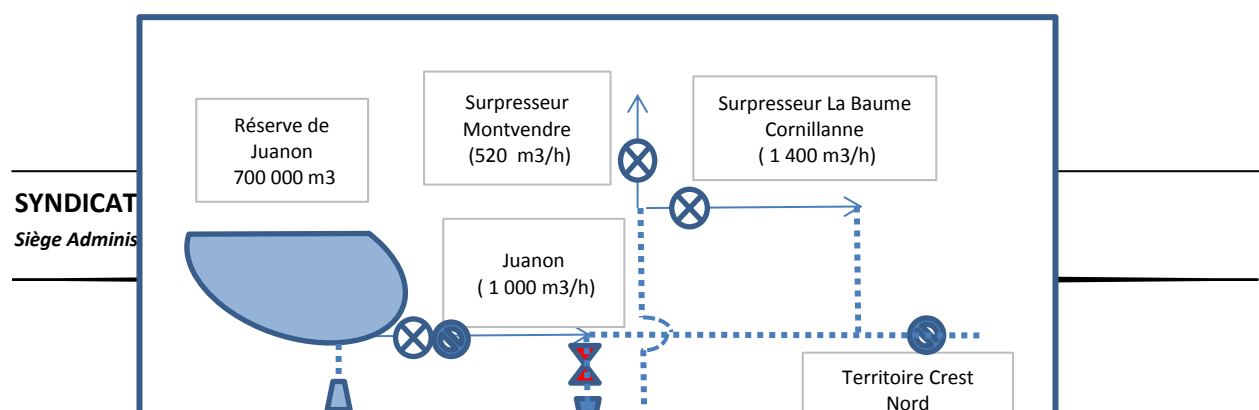 Surpresseur
Montvendre
(520 m3/h)
Surpresseur La Baume
Cornillanne
( 1 400 m3/h)
Réserve de
Juanon
700 000 m3
SYNDICAT
Siège Adminis
Juanon
( 1 000 m3/h)
Territoire Crest
Nord